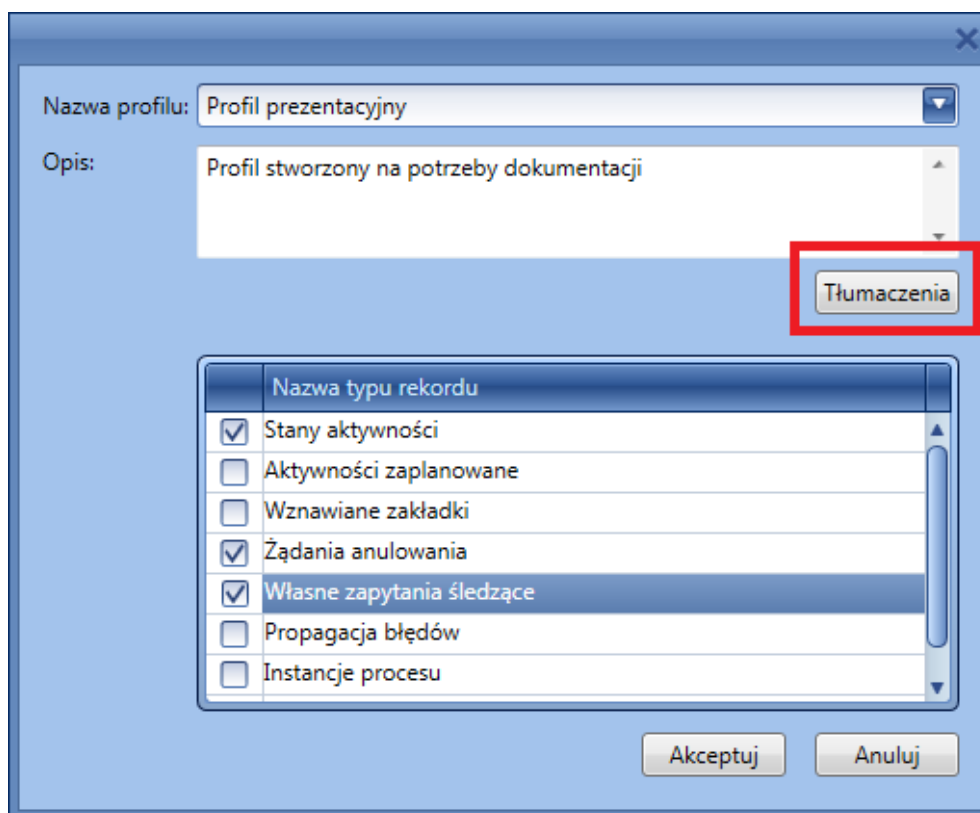 Nazwa profilu: Profil prezentacyjny
Opis: Profil stworzony na potrzeby dokumentacji
Tłumaczenia
Nazwa typu rekordu
Stany aktywności
Aktywności zaplanowane
Wznawiane zakładki
Żądania anulowania
Własne zapytania śledzące
Propagacja błędów
Instancje procesu
Akceptuj Anuluj